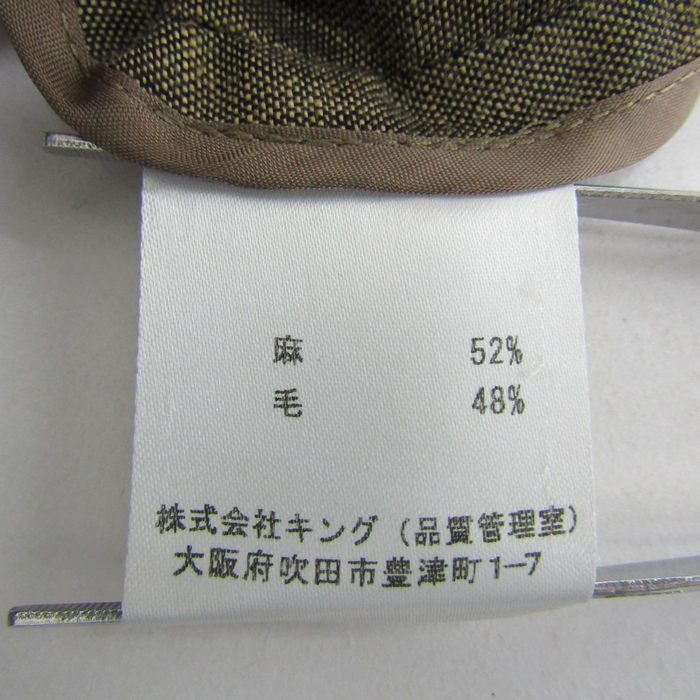 麻 52%
毛 48%
株式会社キング(品質管理室)
大阪府吹田市豊津町1-7